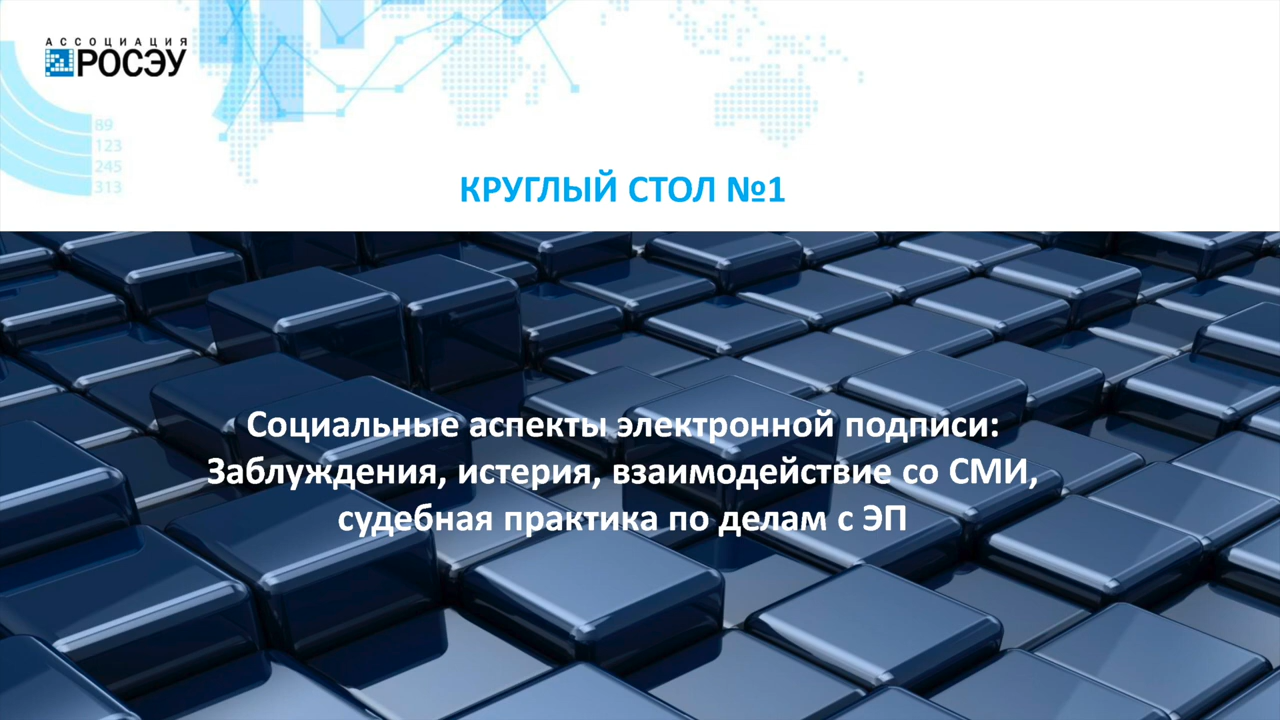 АССОЦИАЦИЯ
РОСЭУ
89
123
245
313
КРУГЛЫЙ СТОЛ №1
Социальные аспекты электронной подписи:
Заблуждения, истерия, взаимодействие со СМИ,
судебная практика по делам с ЭП